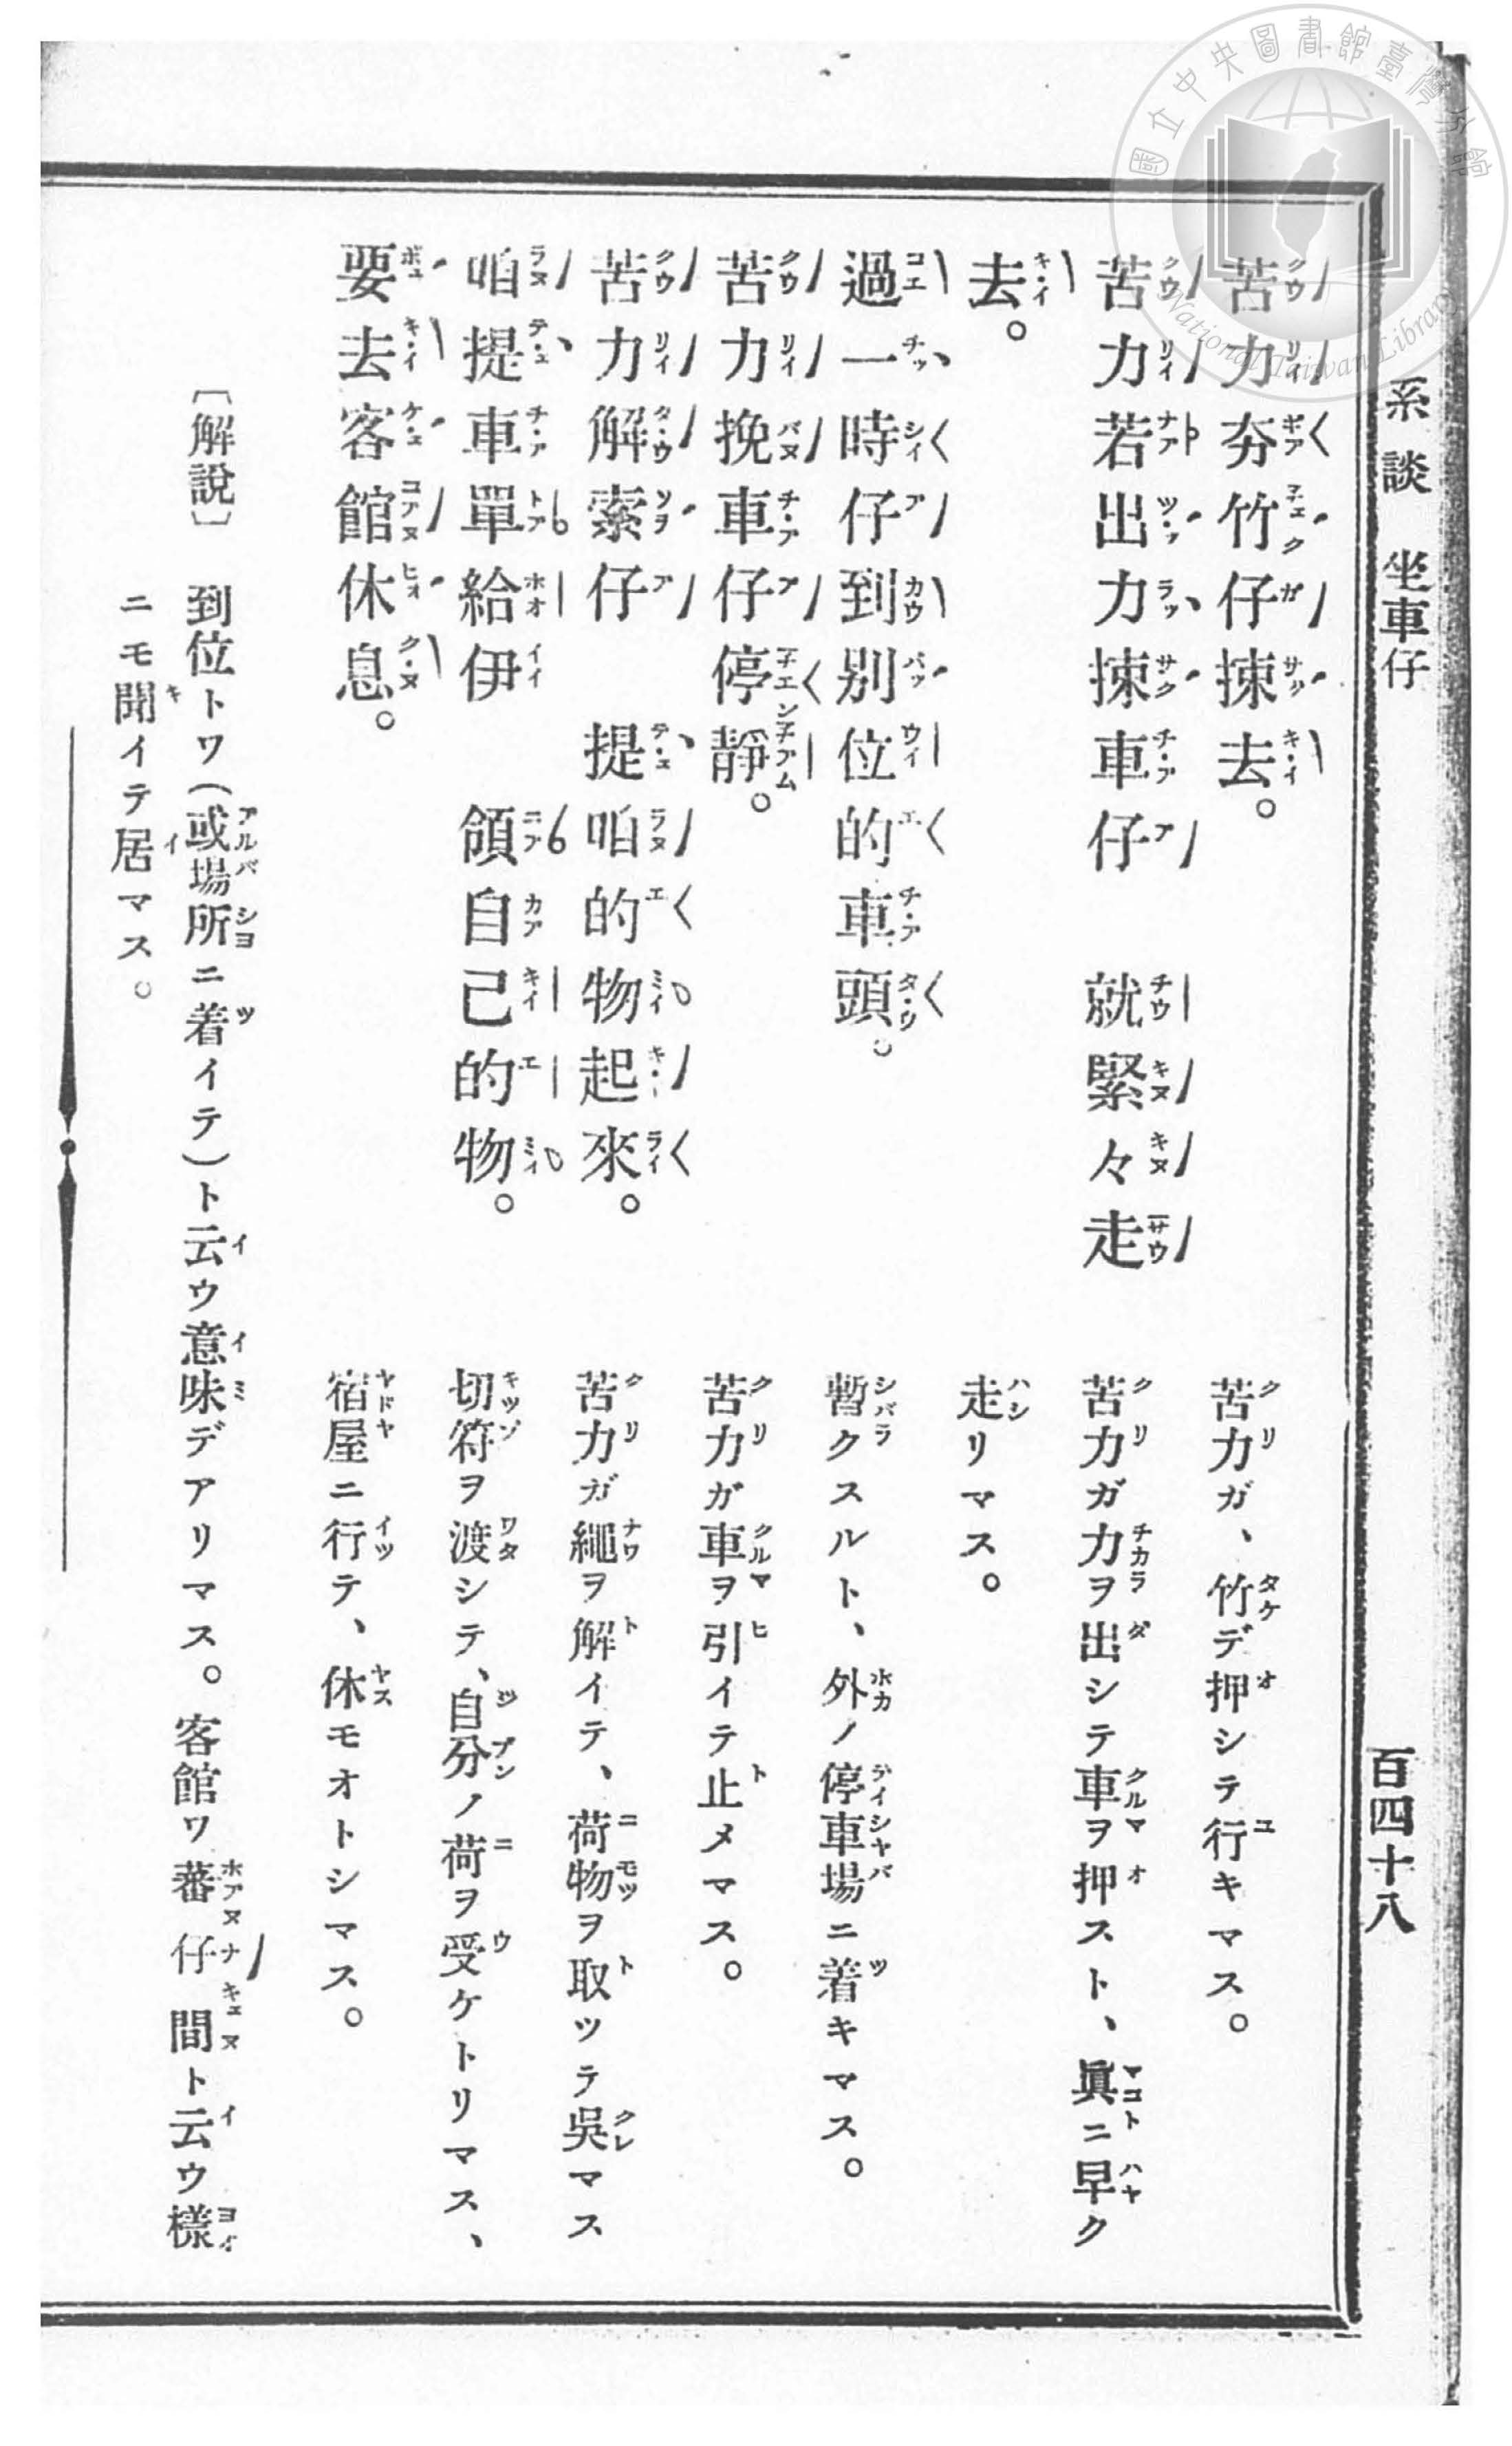 系談 坐車仔
百四十八
苦力夯竹仔捒去。
苦力ガ、竹デ押シテ行キマス。
苦力若出力捒車仔 就緊々走
苦力ガ力ヲ出シテ車ヲ押スト、眞ニ早ク
去。
走リマス。
過一時仔到別位的車頭。
暫クスルト、外ノ停車場ニ着キマス。
苦力挽車仔停靜。
苦力ガ車ヲ引イテ止メマス。
苦力解索仔 提咱的物起來。
苦力ガ繩ヲ解イテ、荷物ヲ取ツテ吳マス
咱提車單給伊 領自己的物。
切符ヲ渡シテ、自分ノ荷ヲ受ケトリマス、
要去客館休息。
宿屋ニ行テ、休モオトシマス。
〔解說〕 到位トワ(或場所ニ着イテ)ト云ウ意味デアリマス。客館ワ蕃仔間ト云ウ樣
ニモ聞イテ居マス。
國立中央圖書館臺灣分館
National Taiwan Library